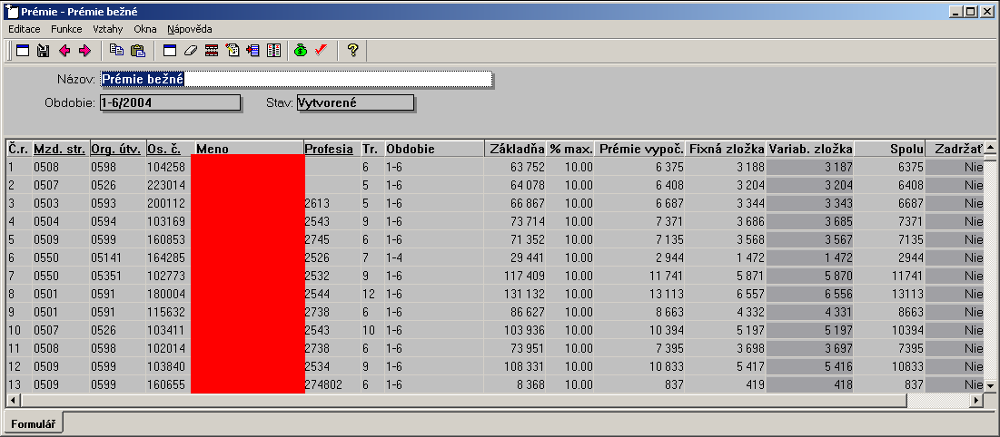 Prémie - Prémie bežné
Editace Funkce Vztahy Okna Nápověda
Názov: Prémie bežné
Obdobie: 1-6/2004 Stav: Vytvorené
Č.r. Mzd. str. Org. útv. Os. č. Meno Profesia Tr. Obdobie Základňa % max. Prémie vypoč. Fixná zložka Variab. zložka Spolu Zadržať
1 0508 0598 104258 6 1-6 63 752 10.00 6 375 3 188 3 187 6375 Nie
2 0507 0526 223014 5 1-6 64 078 10.00 6 408 3 204 3 204 6408 Nie
3 0503 0593 200112 2613 5 1-6 66 867 10.00 6 687 3 344 3 343 6687 Nie
4 0504 0594 103169 2543 9 1-6 73 714 10.00 7 371 3 686 3 685 7371 Nie
5 0509 0599 160853 2745 6 1-6 71 352 10.00 7 135 3 568 3 567 7135 Nie
6 0550 05141 164285 2526 7 1-4 29 441 10.00 2 944 1 472 1 472 2944 Nie
7 0550 05351 102773 2532 9 1-6 117 409 10.00 11 741 5 871 5 870 11741 Nie
8 0501 0591 180004 2544 12 1-6 131 132 10.00 13 113 6 557 6 556 13113 Nie
9 0501 0591 115632 2738 6 1-6 86 627 10.00 8 663 4 332 4 331 8663 Nie
10 0507 0526 103411 2543 10 1-6 103 936 10.00 10 394 5 197 5 197 10394 Nie
11 0508 0598 102014 2738 6 1-6 73 951 10.00 7 395 3 698 3 697 7395 Nie
12 0509 0599 103840 2534 9 1-6 108 331 10.00 10 833 5 417 5 416 10833 Nie
13 0509 0599 160655 274802 6 1-6 8 368 10.00 837 419 418 837 Nie
Formulář